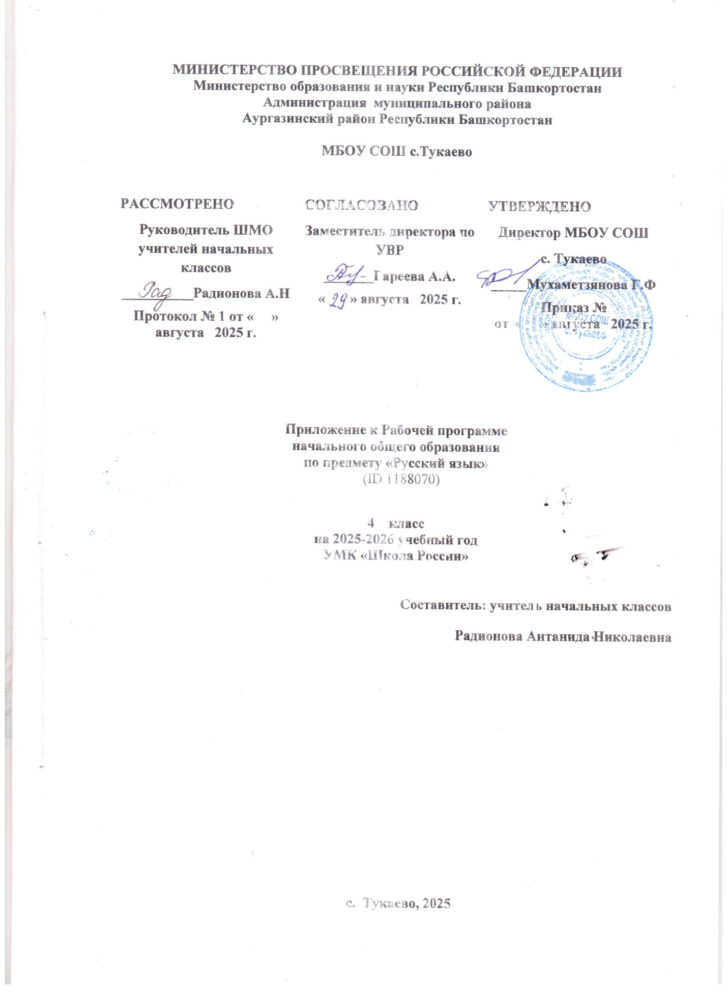 МИНИСТЕРСТВО ПРОСВЕЩЕНИЯ РОССИЙСКОЙ ФЕДЕРАЦИИ
Министерство образования и науки Республики Башкортостан
Администрация муниципального района
Аургазинский район Республики Башкортостан
МБОУ СОШ с.Тукаево
РАССМОТРЕНО
Руководитель ШМО
учителей начальных
классов
_________Радионова А.Н
Протокол № 1 от « »
августа 2025 г.
СОГЛАСОВАНО
Заместитель директора по
УВР
_______Гареева А.А.
« 29 » августа 2025 г.
УТВЕРЖДЕНО
Директор МБОУ СОШ
с. Тукаево
_____Мухаметзянова Г.Ф
Приказ №
от « » августа 2025 г.
МБОУ СОШ
с. Тукаево
Приложение к Рабочей программе
начального общего образования
по предмету «Русский язык»
(ID 1188070)
4 класс
на 2025-2026 учебный год
УМК «Школа России»
Составитель: учитель начальных классов
Радионова Антанида Николаевна
с. Тукаево, 2025